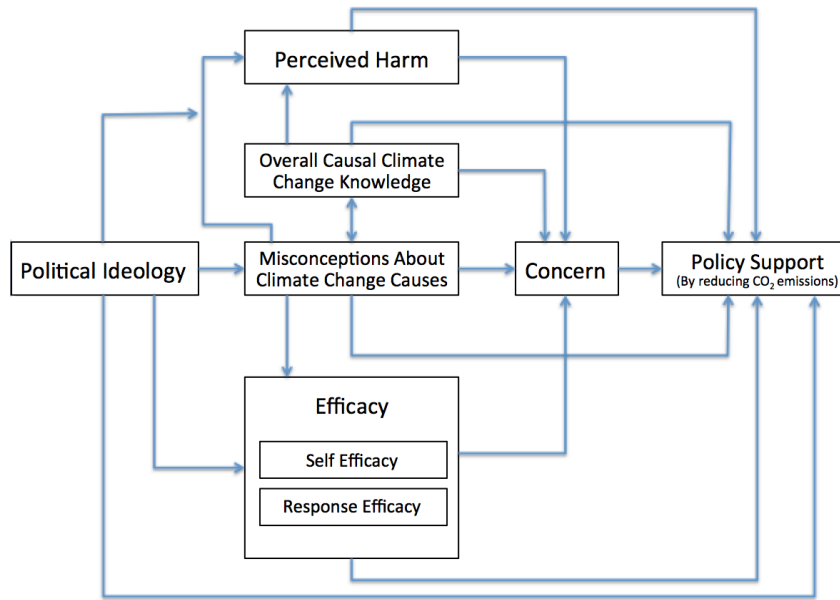 Perceived Harm
Overall Causal Climate
Change Knowledge
Political Ideology
Misconceptions About
Climate Change Causes
Concern
Policy Support
(By reducing CO₂ emissions)
Efficacy
Self Efficacy
Response Efficacy